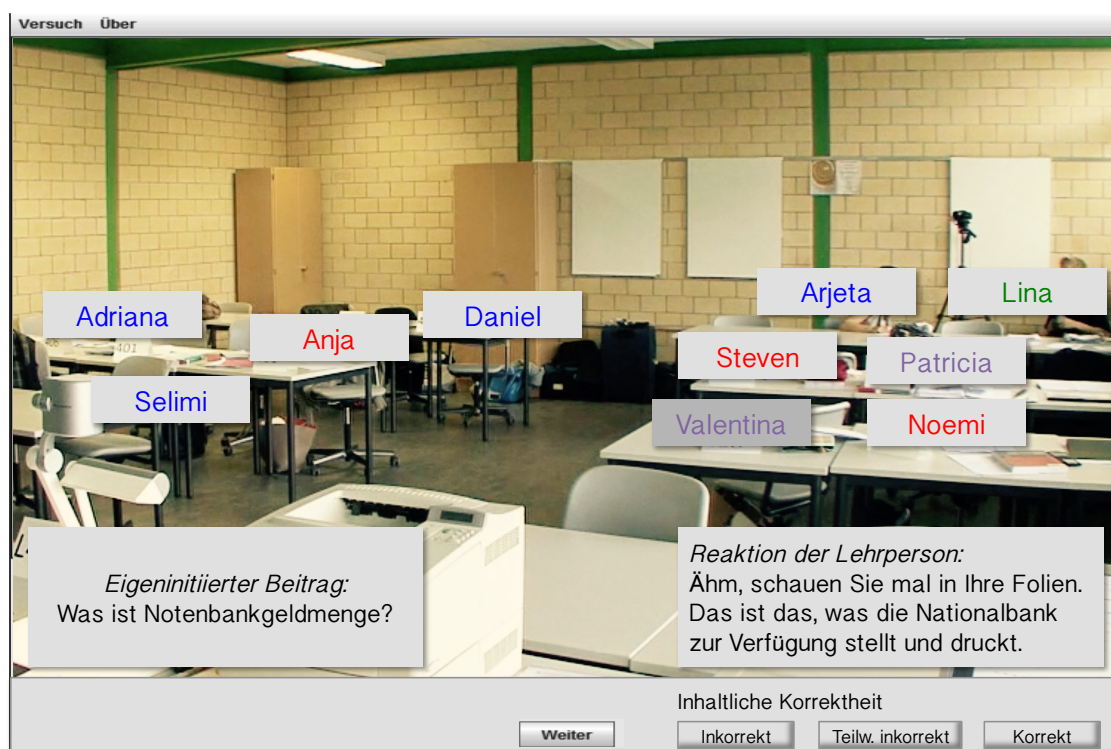 Versuch Über
Arjeta
Lina
Adriana
Daniel
Anja
Steven
Patricia
Selimi
Valentina
Noemi
401
Eigeninitiierter Beitrag:
Was ist Notenbankgeldmenge?
Reaktion der Lehrperson:
Ähm, schauen Sie mal in Ihre Folien.
Das ist das, was die Nationalbank
zur Verfügung stellt und druckt.
Inhaltliche Korrektheit
Weiter
Inkorrekt
Teilw. inkorrekt
Korrekt